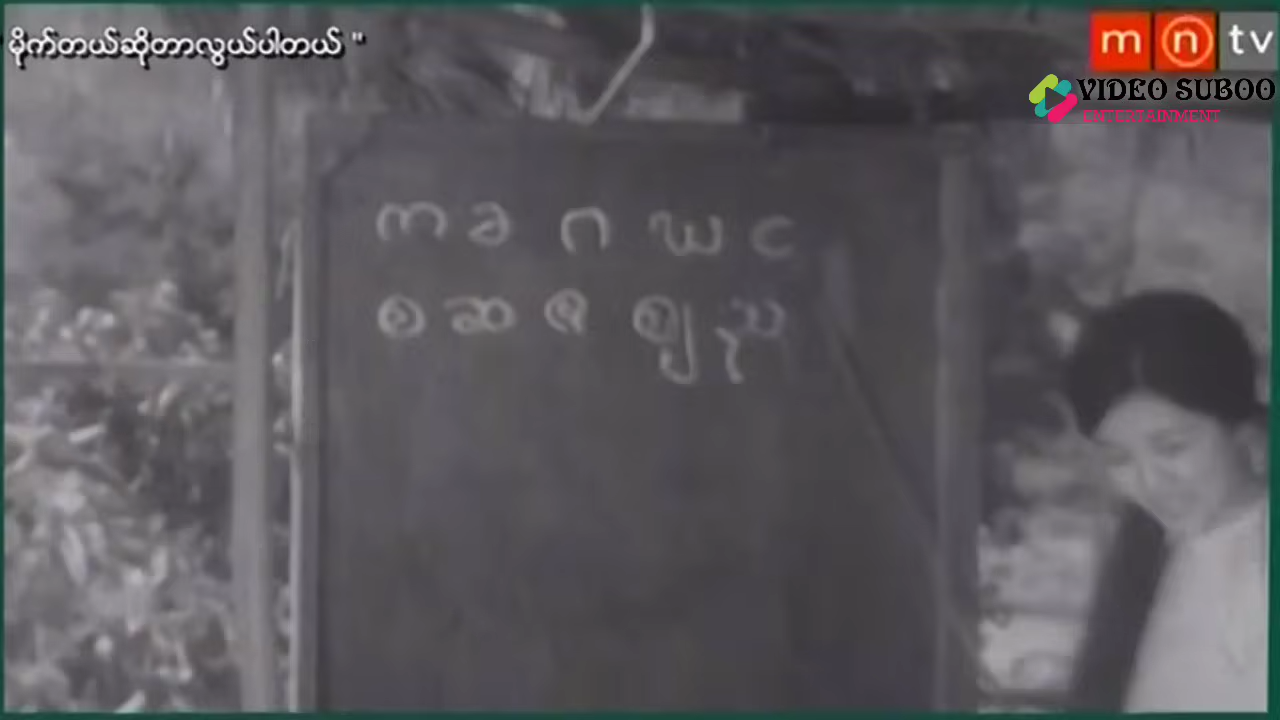 မိုက်တယ်ဆိုတာလွယ်ပါတယ် "
mntv
VIDEO SUBOO
ENTERTAINMENT
က ခ ဂ ဃ င
စ ဆ ဇ ဈ ည